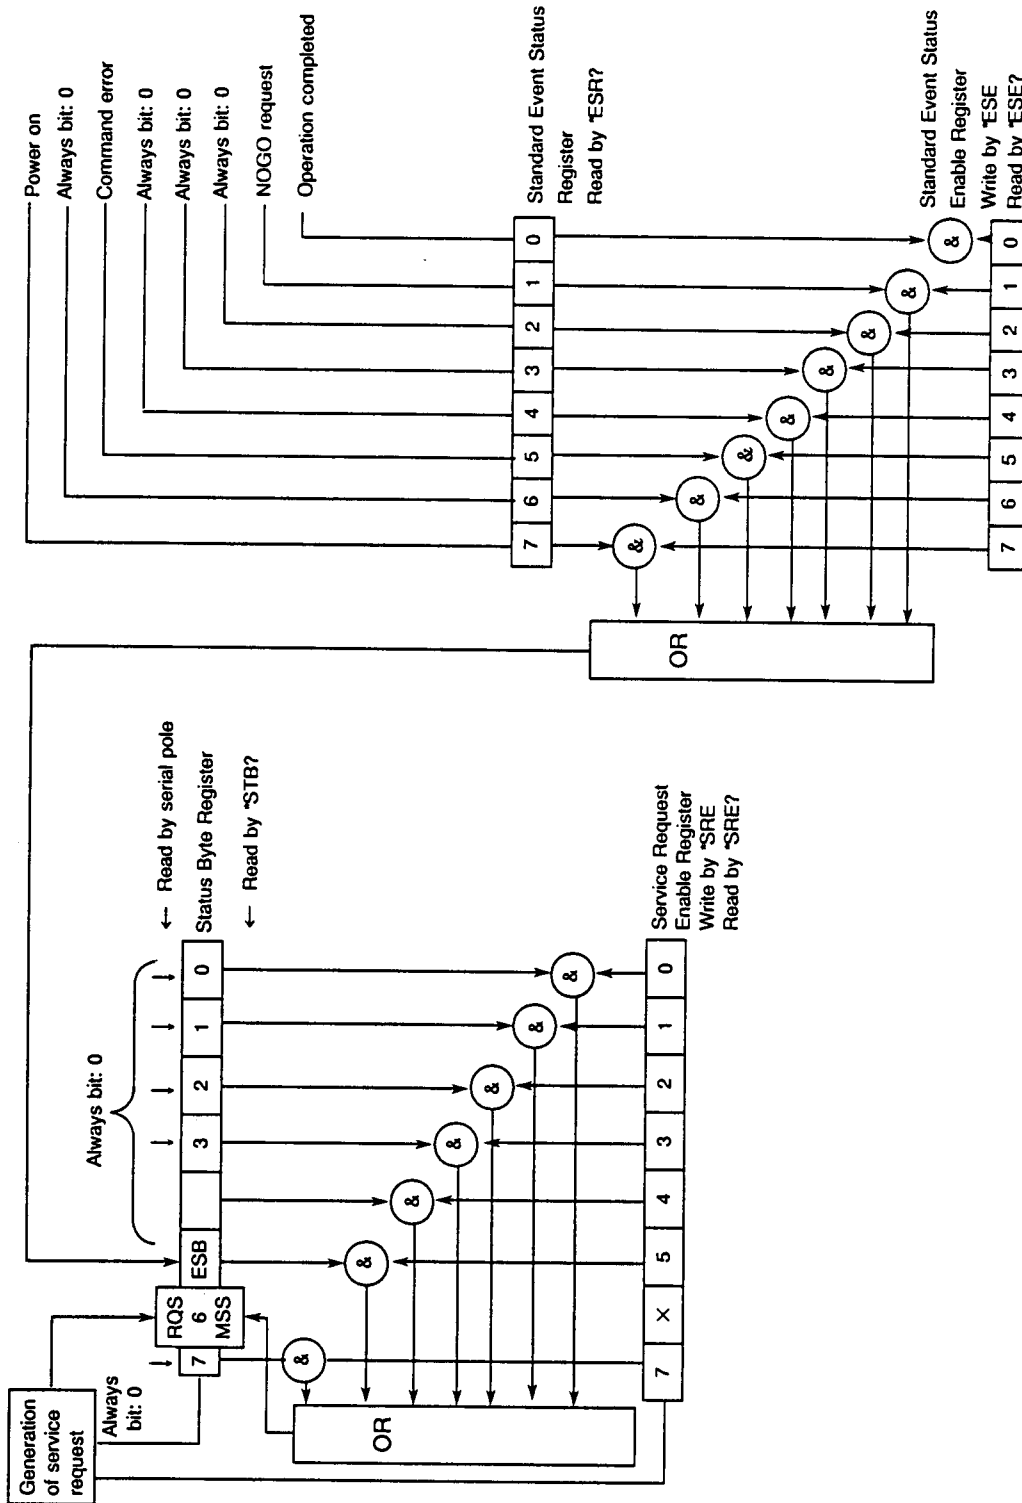 Power on
Always bit: 0
Command error
Always bit: 0
Always bit: 0
Always bit: 0
NOGO request
Operation completed
7 6 5 4 3 2 1 0
Standard Event Status
Register
Read by *ESR?
& & & & & & & &
OR
7 6 5 4 3 2 1 0
Standard Event Status
Enable Register
Write by *ESE
Read by *ESE?
Generation
of service
request
Always
bit: 0
Always bit: 0
← Read by serial pole
7
RQS
6
MSS
ESB
3 2 1 0
Status Byte Register
← Read by *STB?
& & & & & & &
OR
7 X 5 4 3 2 1 0
Service Request
Enable Register
Write by *SRE
Read by *SRE?